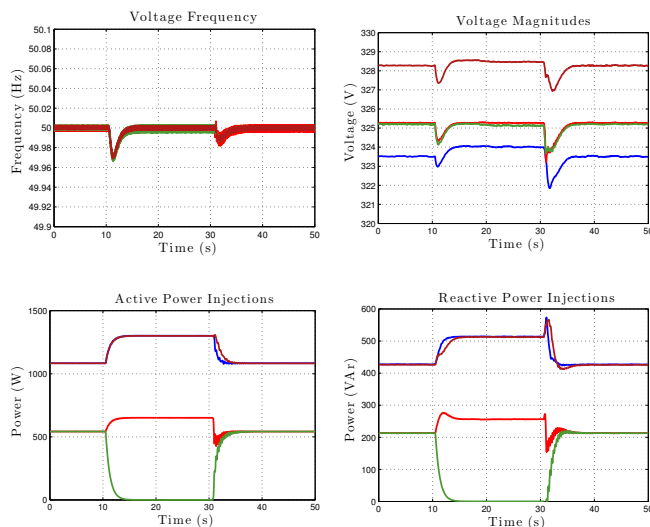 Voltage Frequency
Frequency (Hz)
50.1
50.08
50.06
50.04
50.02
50
49.98
49.96
49.94
49.92
49.9
0 10 20 30 40 50
Time (s)
Voltage Magnitudes
Voltage (V)
330
329
328
327
326
325
324
323
322
321
320
0 10 20 30 40 50
Time (s)
Active Power Injections
Power (W)
1500
1000
500
0
0 10 20 30 40 50
Time (s)
Reactive Power Injections
Power (VAr)
600
500
400
300
200
100
0
0 10 20 30 40 50
Time (s)